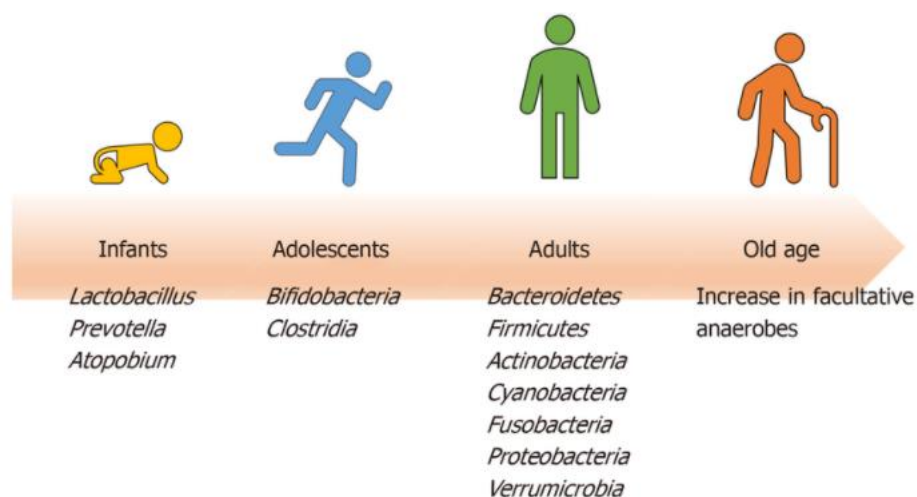 Infants
Lactobacillus
Prevotella
Atopobium
Adolescents
Bifidobacteria
Clostridia
Adults
Bacteroidetes
Firmicutes
Actinobacteria
Cyanobacteria
Fusobacteria
Proteobacteria
Verrumicrobia
Old age
Increase in facultative
anaerobes